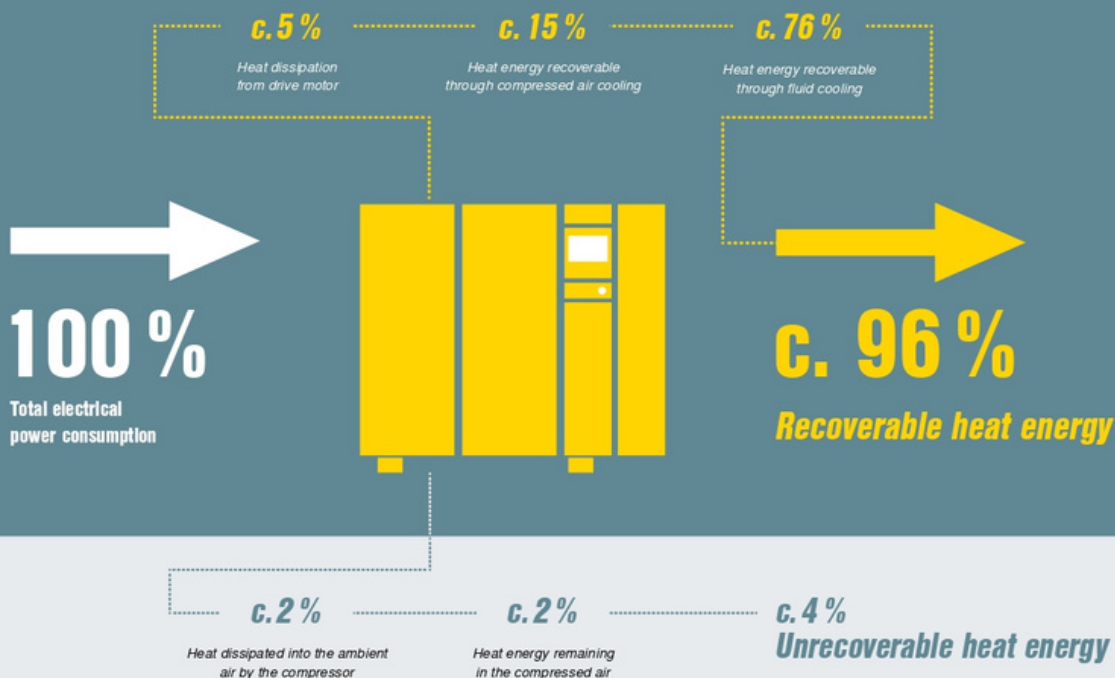 c. 5 %
Heat dissipation
from drive motor
c. 15 %
Heat energy recoverable
through compressed air cooling
c. 76 %
Heat energy recoverable
through fluid cooling
100 %
Total electrical
power consumption
c. 96 %
Recoverable heat energy
c. 2 %
Heat dissipated into the ambient
air by the compressor
c. 2 %
Heat energy remaining
in the compressed air
c. 4 %
Unrecoverable heat energy